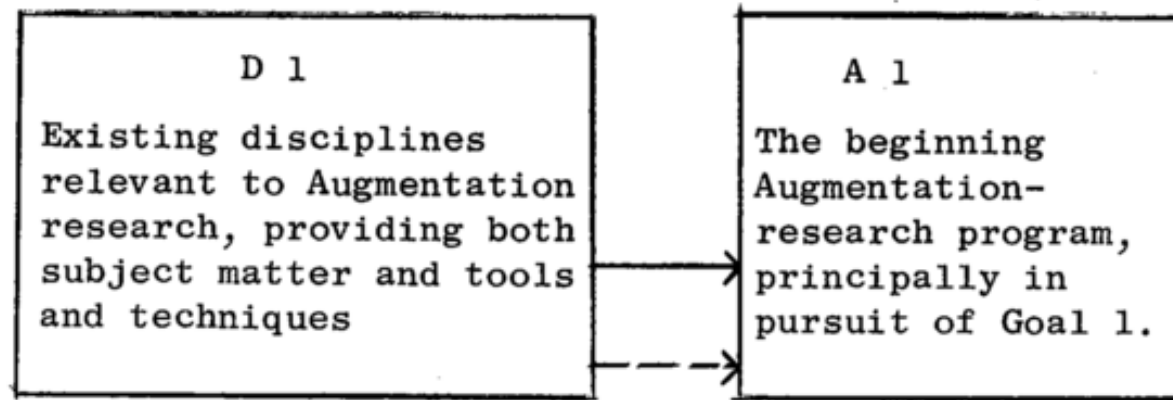 D 1
Existing disciplines
relevant to Augmentation
research, providing both
subject matter and tools
and techniques
A 1
The beginning
Augmentation-
research program,
principally in
pursuit of Goal 1.